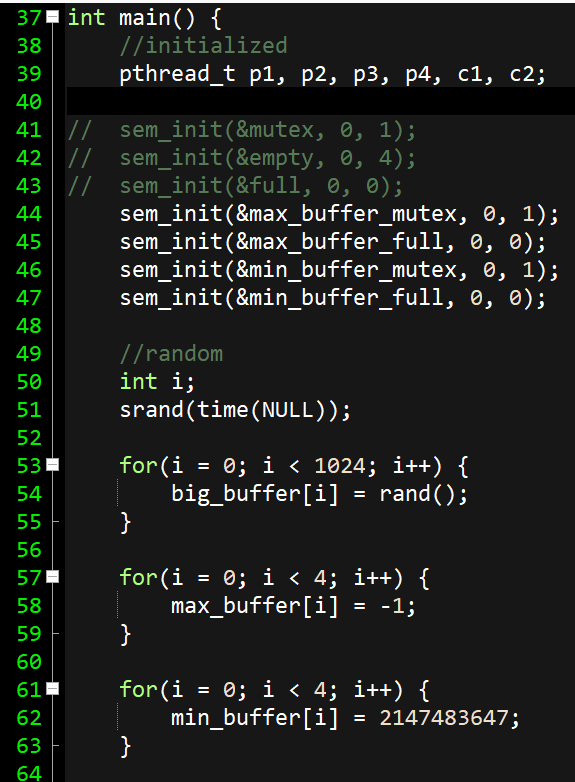 37 int main() {
38     //initialized
39     pthread_t p1, p2, p3, p4, c1, c2;
40
41 //  sem_init(&mutex, 0, 1);
42 //  sem_init(&empty, 0, 4);
43 //  sem_init(&full, 0, 0);
44     sem_init(&max_buffer_mutex, 0, 1);
45     sem_init(&max_buffer_full, 0, 0);
46     sem_init(&min_buffer_mutex, 0, 1);
47     sem_init(&min_buffer_full, 0, 0);
48
49     //random
50     int i;
51     srand(time(NULL));
52
53     for(i = 0; i < 1024; i++) {
54         big_buffer[i] = rand();
55     }
56
57     for(i = 0; i < 4; i++) {
58         max_buffer[i] = -1;
59     }
60
61     for(i = 0; i < 4; i++) {
62         min_buffer[i] = 2147483647;
63     }
64